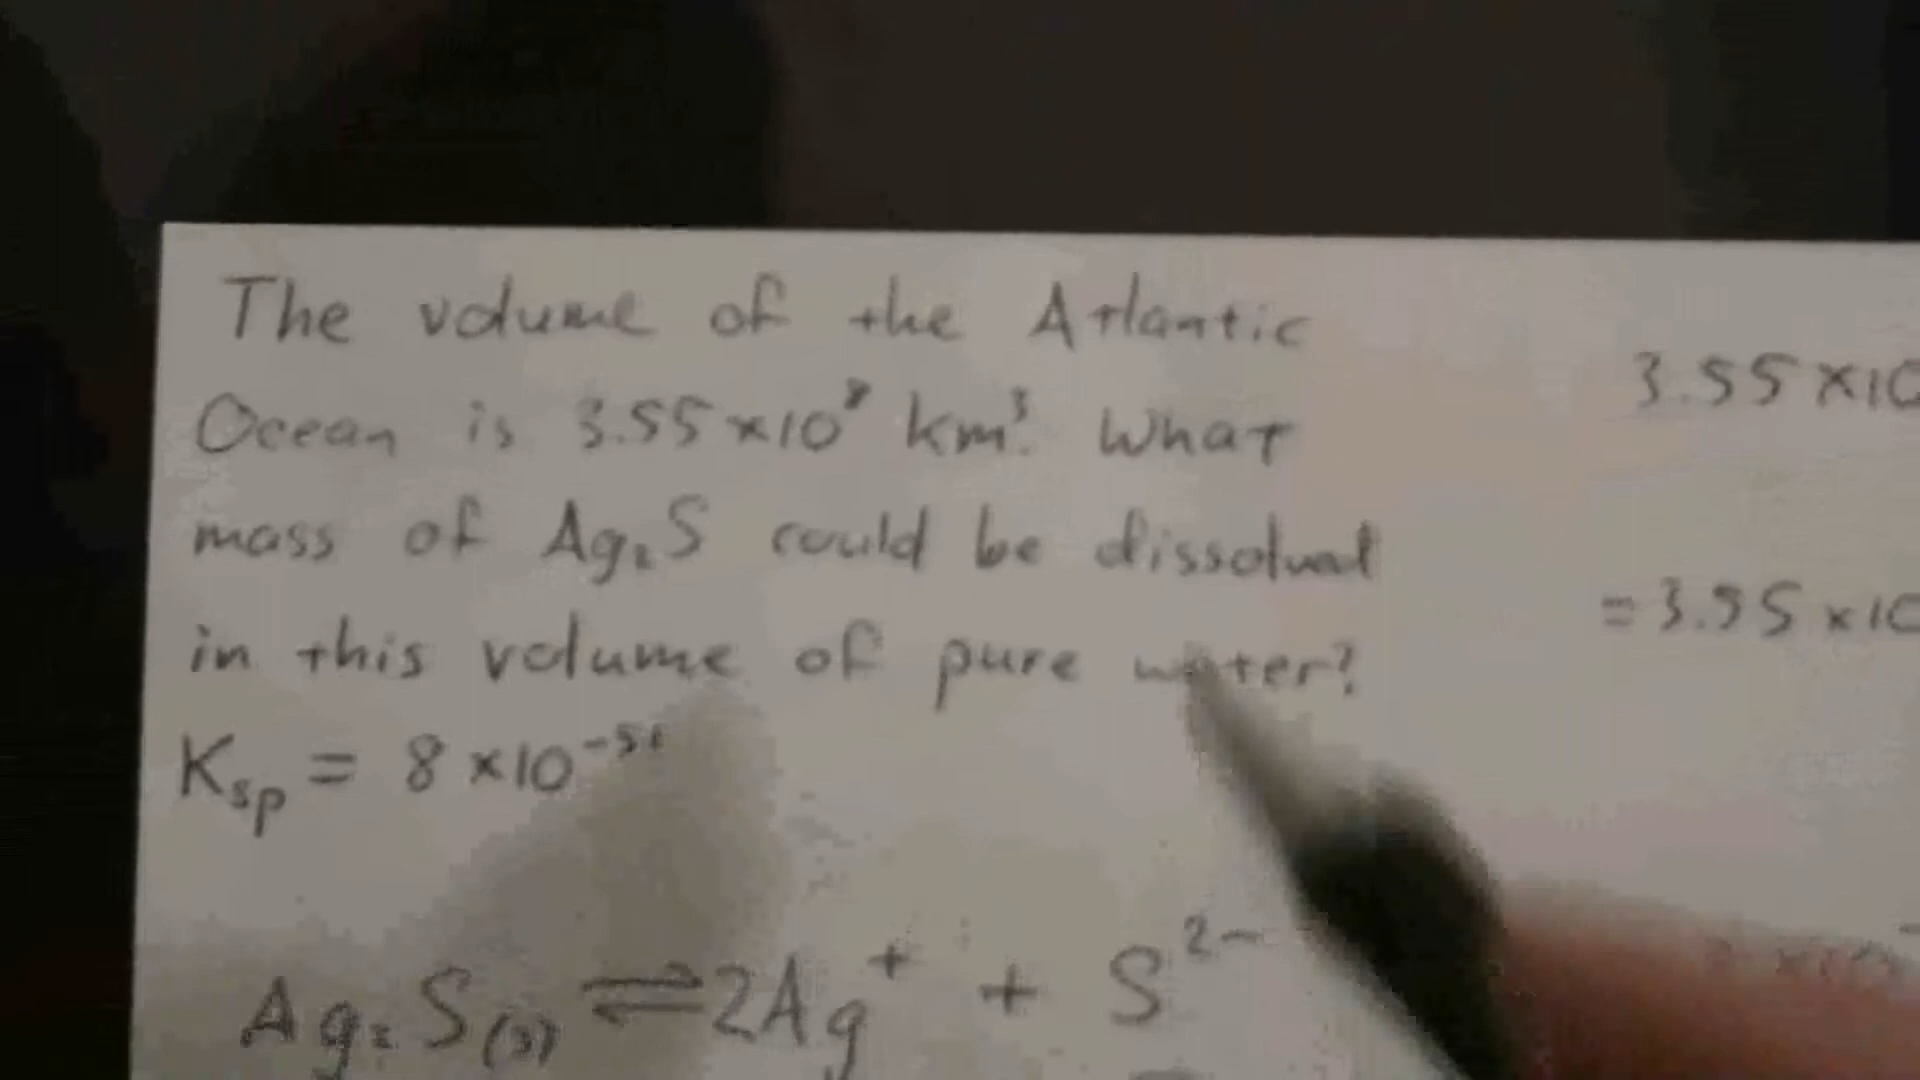 The volume of the Atlantic
Ocean is 3.55×10⁸ km³. What
mass of Ag₂S could be dissolved
in this volume of pure water?
Ksp = 8 ×10⁻⁵¹
Ag₂S(s) ⇌ 2Ag⁺ + S²⁻
3.55 ×10
= 3.55 ×10